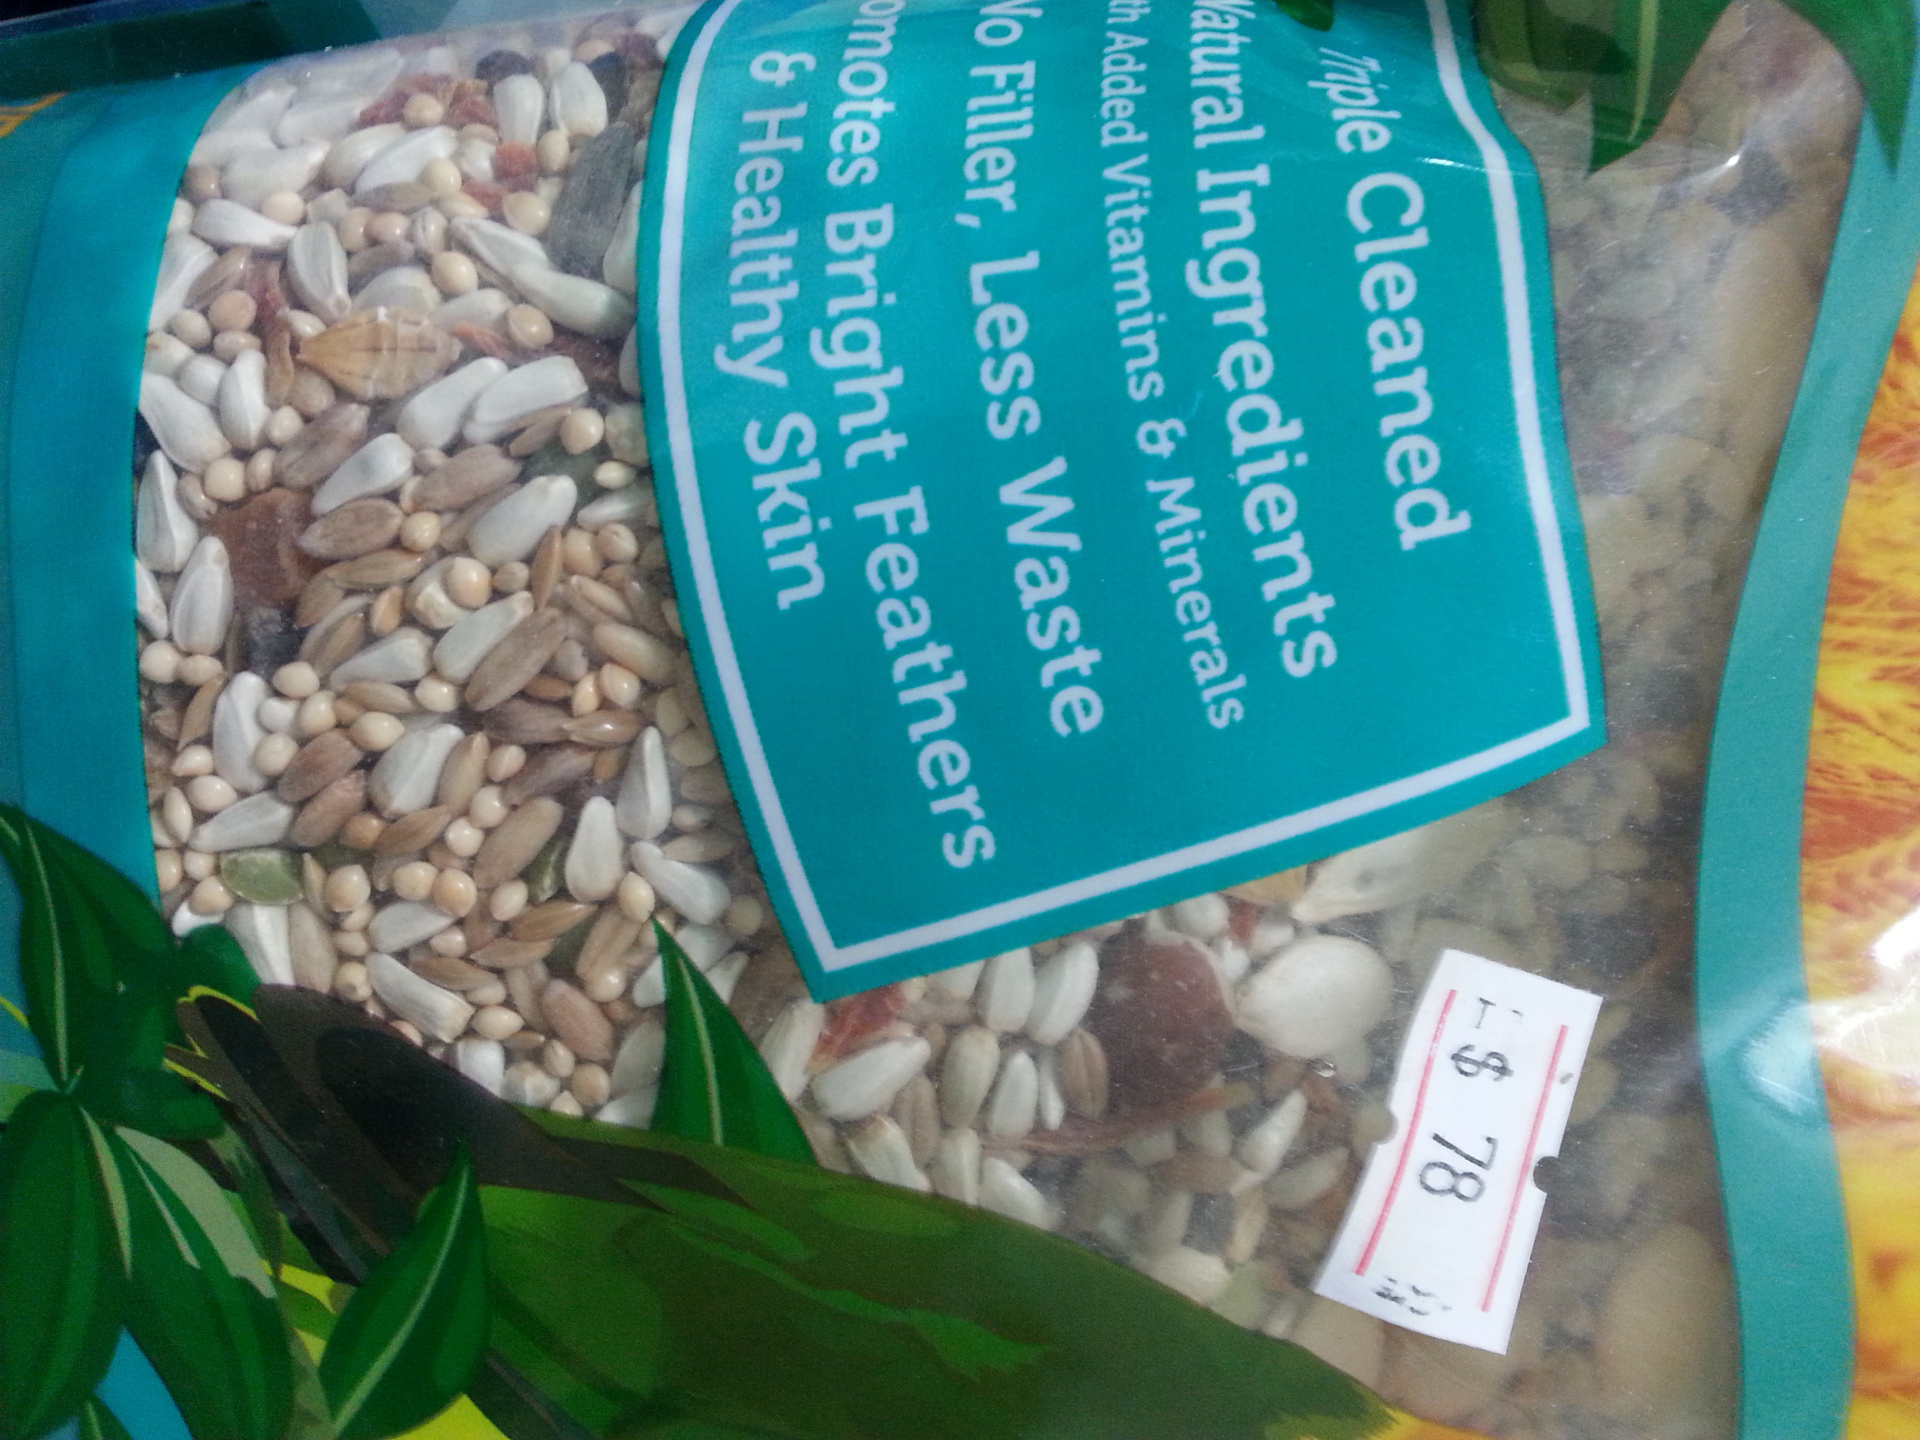 Triple Cleaned
Natural Ingredients
th Added Vitamins & Minerals
No Filler, Less Waste
omotes Bright Feathers
& Healthy Skin
$ 78